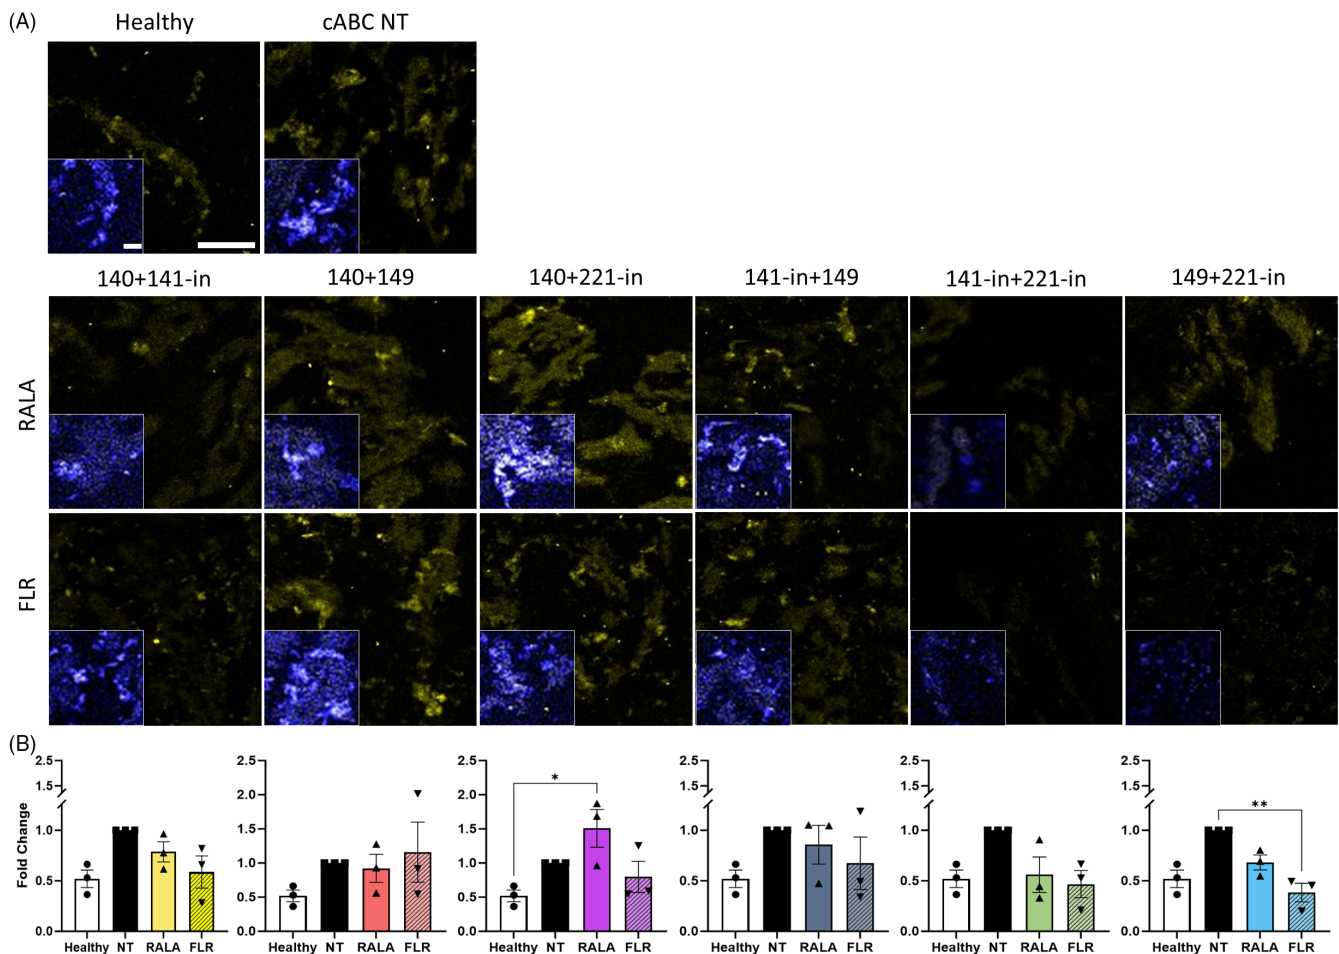 (A)
Healthy cABC NT
140+141-in 140+149 140+221-in 141-in+149 141-in+221-in 149+221-in
RALA
FLR
(B)
2.5 2.5 2.5 2.5 2.5 2.5
1.5 2.0 2.0 1.5 1.5 1.5
1.0 1.5 1.5 1.0 1.0 1.0
0.5 1.0 1.0 0.5 0.5 0.5
0.0 0.5 0.5 0.0 0.0 0.0
0.0 0.0
Fold Change
* **
Healthy NT RALA FLR Healthy NT RALA FLR Healthy NT RALA FLR Healthy NT RALA FLR Healthy NT RALA FLR Healthy NT RALA FLR